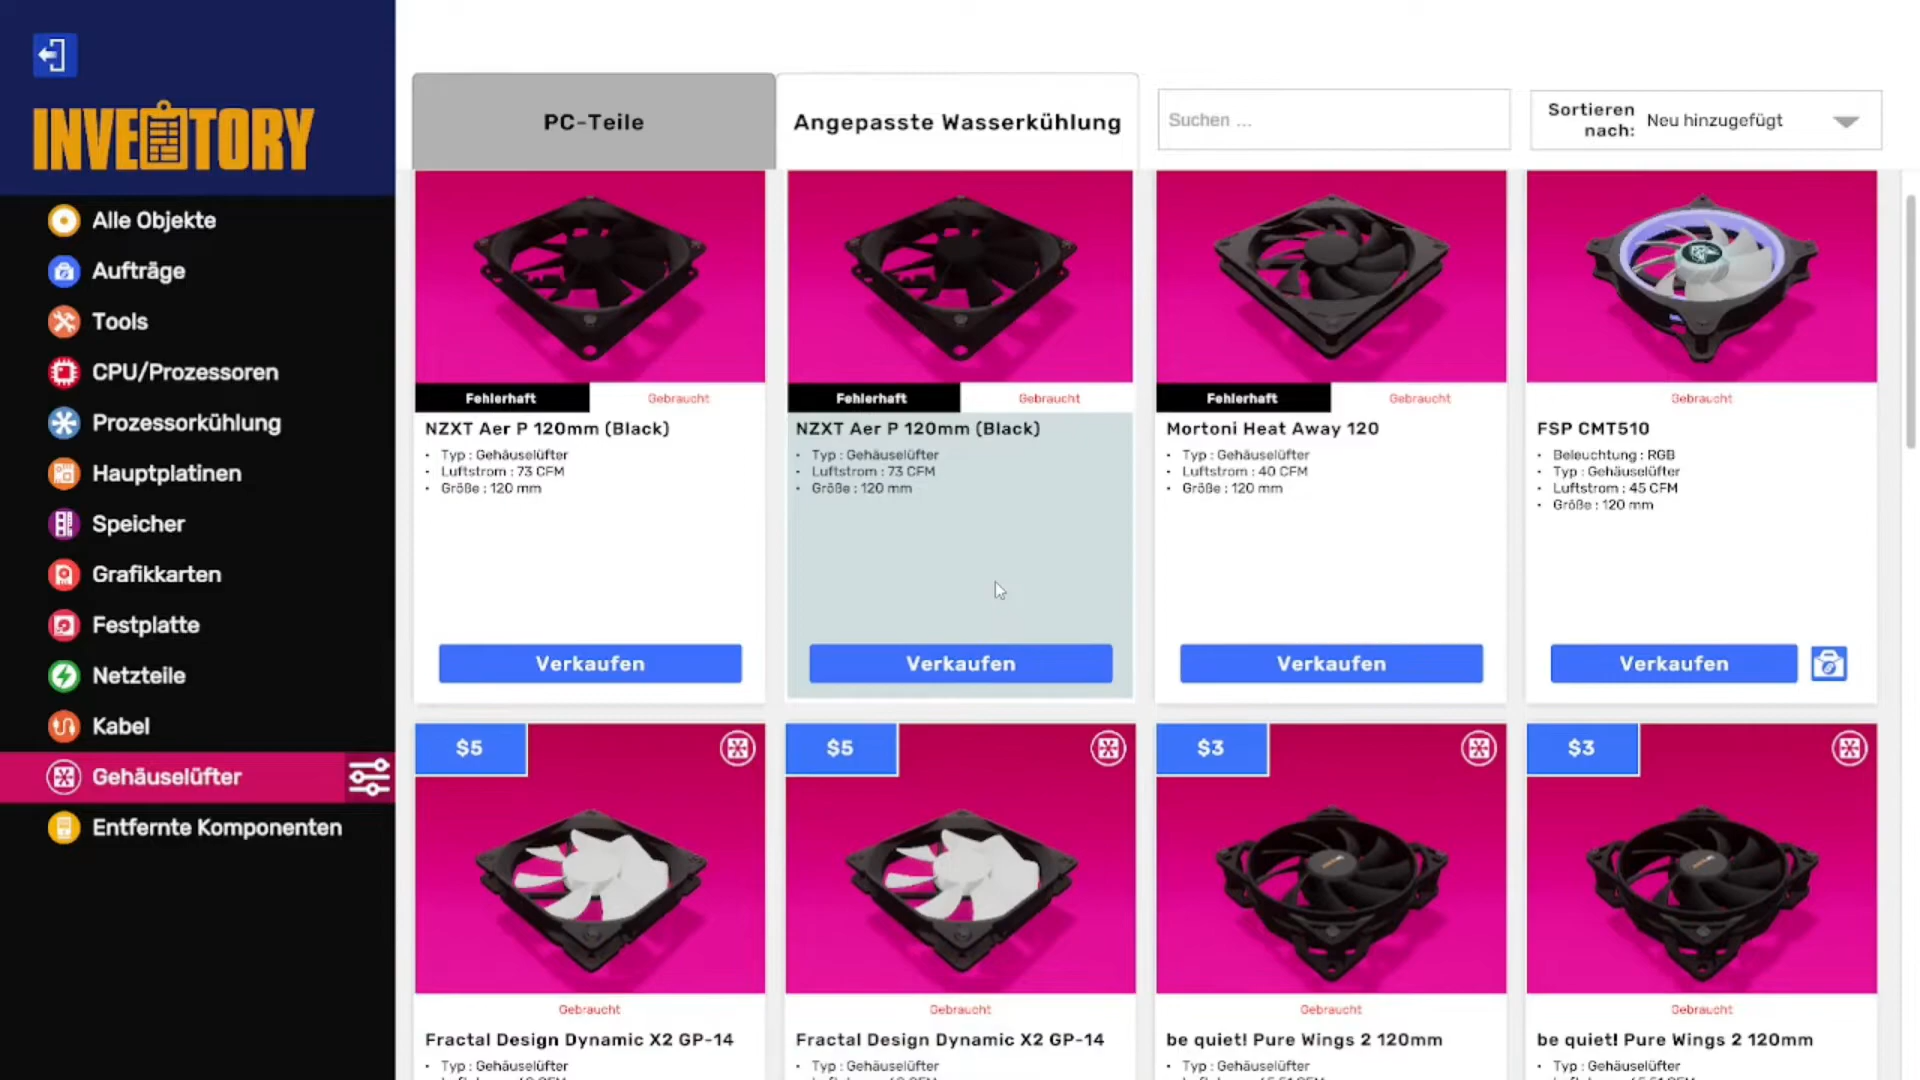 INVENTORY
Alle Objekte
Aufträge
Tools
CPU/Prozessoren
Prozessorkühlung
Hauptplatinen
Speicher
Grafikkarten
Festplatte
Netzteile
Kabel
Gehäuselüfter
Entfernte Komponenten
PC-Teile
Angepasste Wasserkühlung
Suchen ...
Sortieren nach: Neu hinzugefügt
Fehlerhaft
Gebraucht
NZXT Aer P 120mm (Black)
• Typ : Gehäuselüfter
• Luftstrom : 73 CFM
• Größe : 120 mm
Verkaufen
Fehlerhaft
Gebraucht
NZXT Aer P 120mm (Black)
• Typ : Gehäuselüfter
• Luftstrom : 73 CFM
• Größe : 120 mm
Verkaufen
Fehlerhaft
Gebraucht
Mortoni Heat Away 120
• Typ : Gehäuselüfter
• Luftstrom : 40 CFM
• Größe : 120 mm
Verkaufen
Gebraucht
FSP CMT510
• Beleuchtung : RGB
• Typ : Gehäuselüfter
• Luftstrom : 45 CFM
• Größe : 120 mm
Verkaufen
$5
Gebraucht
Fractal Design Dynamic X2 GP-14
• Typ : Gehäuselüfter
$5
Gebraucht
Fractal Design Dynamic X2 GP-14
• Typ : Gehäuselüfter
$3
Gebraucht
be quiet! Pure Wings 2 120mm
• Typ : Gehäuselüfter
$3
Gebraucht
be quiet! Pure Wings 2 120mm
• Typ : Gehäuselüfter